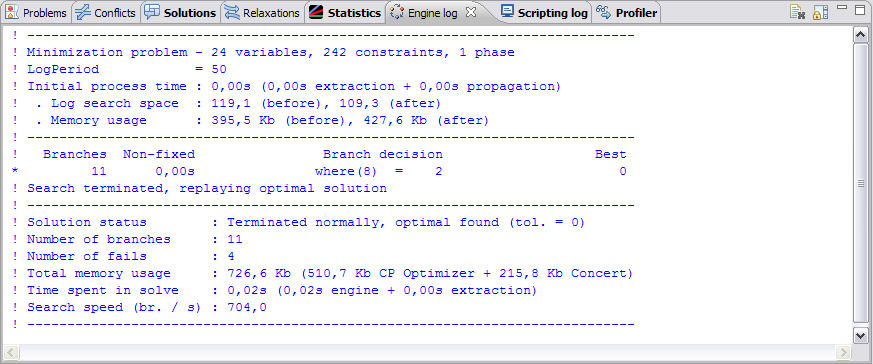 Problems Conflicts Solutions Relaxations Statistics Engine log Scripting log Profiler
! --------------------------------------------------------------------------------
! Minimization problem - 24 variables, 242 constraints, 1 phase
! LogPeriod            = 50
! Initial process time : 0,00s (0,00s extraction + 0,00s propagation)
!  . Log search space  : 119,1 (before), 109,3 (after)
!  . Memory usage      : 395,5 Kb (before), 427,6 Kb (after)
! --------------------------------------------------------------------------------
!   Branches  Non-fixed                 Branch decision                    Best
*         11      0,00s                where(8)  =    2                       0
! Search terminated, replaying optimal solution
! --------------------------------------------------------------------------------
! Solution status        : Terminated normally, optimal found (tol. = 0)
! Number of branches     : 11
! Number of fails        : 4
! Total memory usage     : 726,6 Kb (510,7 Kb CP Optimizer + 215,8 Kb Concert)
! Time spent in solve    : 0,02s (0,02s engine + 0,00s extraction)
! Search speed (br. / s) : 704,0
! --------------------------------------------------------------------------------